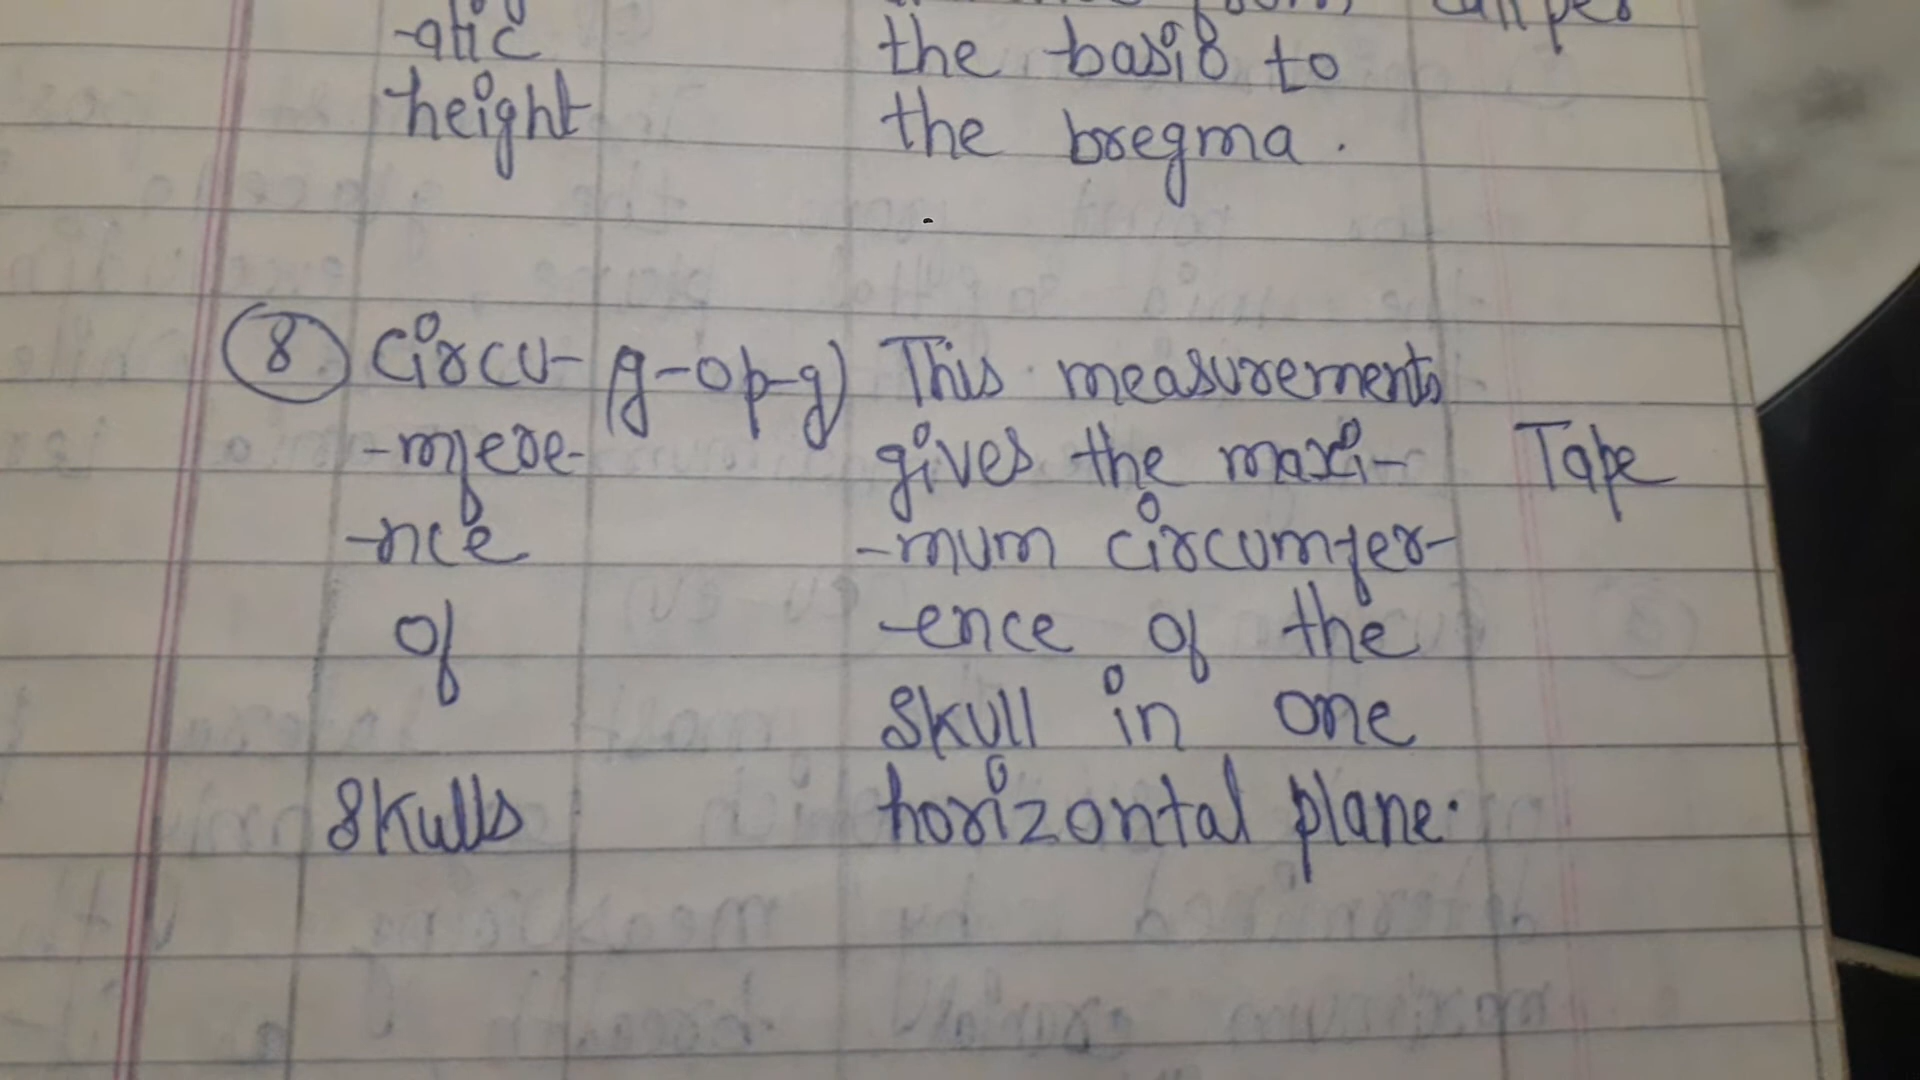 -atic
the basi8 to
height
the bregma.
8 Circu- (g-op-g) This measurements
-mfere- gives the maxi- Tape
-nce -mum circumfer-
of -ence of the
skull in one
Skulls horizontal plane.